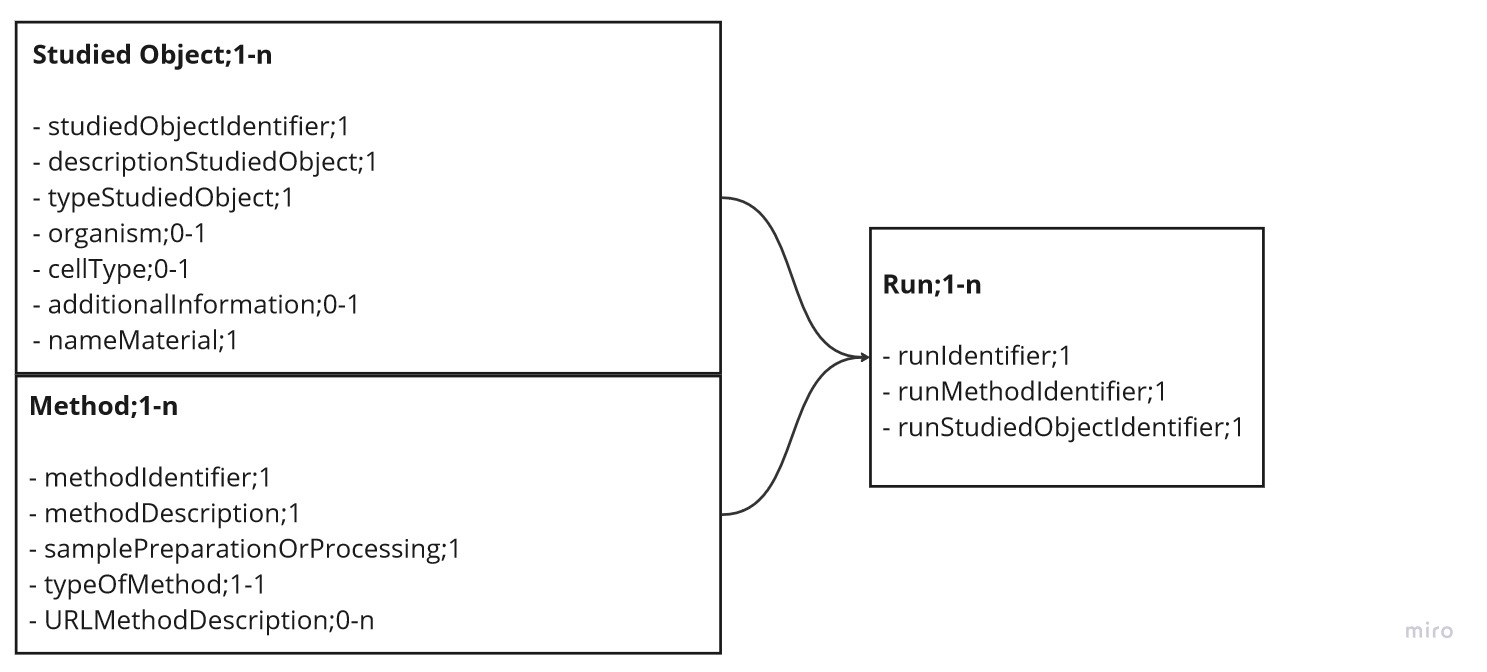 Studied Object;1-n
- studiedObjectIdentifier;1
- descriptionStudiedObject;1
- typeStudiedObject;1
- organism;0-1
- cellType;0-1
- additionalInformation;0-1
- nameMaterial;1
Method;1-n
- methodIdentifier;1
- methodDescription;1
- samplePreparationOrProcessing;1
- typeOfMethod;1-1
- URLMethodDescription;0-n
Run;1-n
- runIdentifier;1
- runMethodIdentifier;1
- runStudiedObjectIdentifier;1
miro